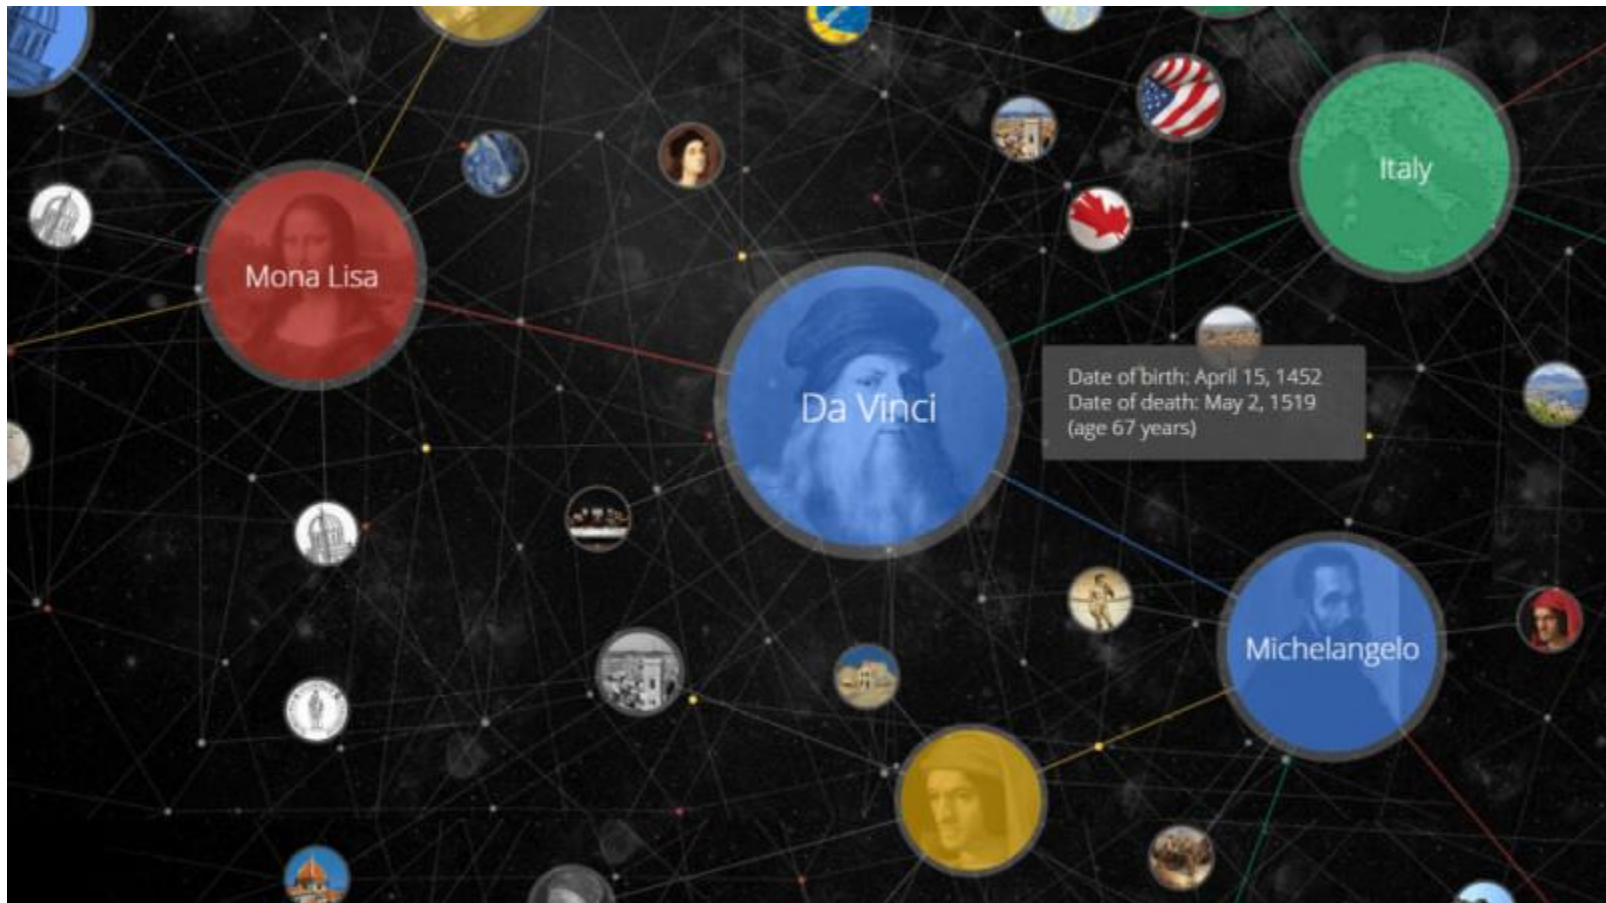 Italy
Mona Lisa
Da Vinci
Date of birth: April 15, 1452
Date of death: May 2, 1519
(age 67 years)
Michelangelo